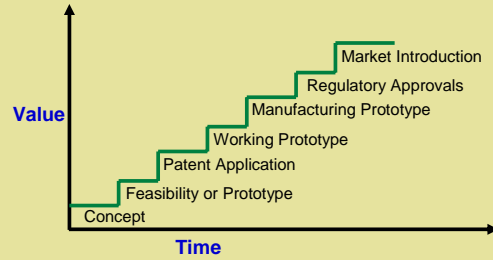 Market Introduction
Regulatory Approvals
Manufacturing Prototype
Value
Working Prototype
Patent Application
Feasibility or Prototype
Concept
Time